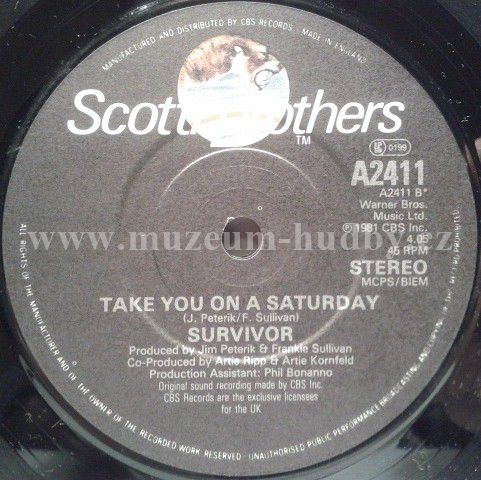 MANUFACTURED AND DISTRIBUTED BY CBS RECORDS · MADE IN ENGLAND
Scotti Brothers
TM
0199
A2411
A2411 B*
Warner Bros.
Music Ltd.
℗ 1981 CBS Inc.
4.05
45 RPM
STEREO
MCPS/BIEM
www.muzeum-hudby.cz
TAKE YOU ON A SATURDAY
(J. Peterik/F. Sullivan)
SURVIVOR
Produced by Jim Peterik & Frankie Sullivan
Co-Produced by Artie Ripp & Artie Kornfeld
Production Assistant: Phil Bonanno
Original sound recording made by CBS Inc.
CBS Records are the exclusive licensees
for the UK
ALL RIGHTS OF THE MANUFACTURER AND OF THE OWNER OF THE RECORDED WORK RESERVED – UNAUTHORISED PUBLIC PERFORMANCE BROADCASTING AND